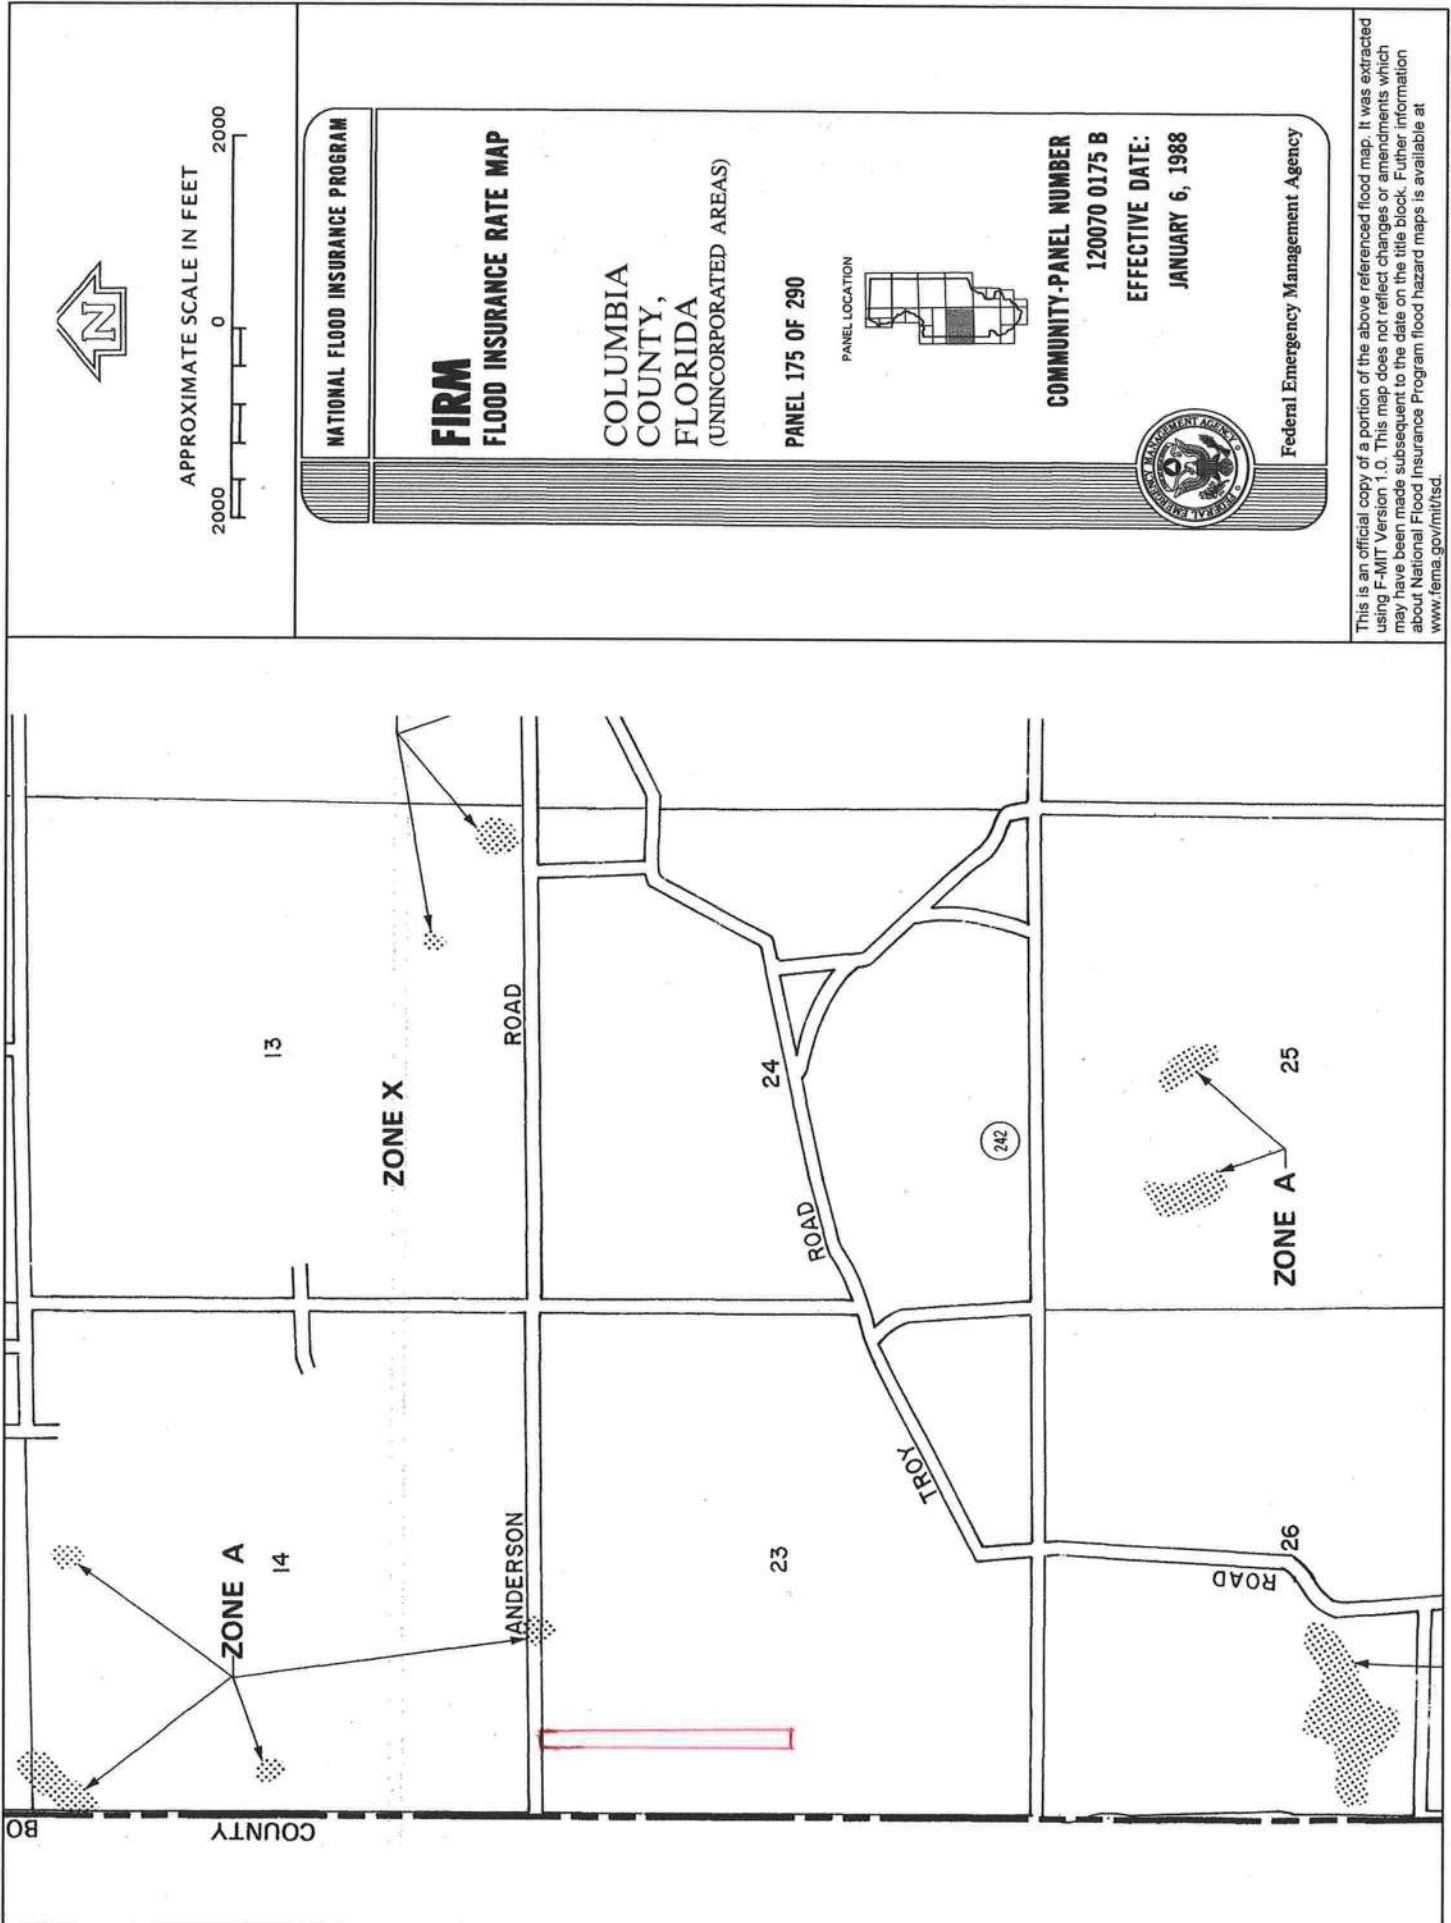 APPROXIMATE SCALE IN FEET
2000 0 2000
N
NATIONAL FLOOD INSURANCE PROGRAM
FIRM
FLOOD INSURANCE RATE MAP
COLUMBIA
COUNTY,
FLORIDA
(UNINCORPORATED AREAS)
PANEL 175 OF 290
PANEL LOCATION
COMMUNITY-PANEL NUMBER
120070 0175 B
EFFECTIVE DATE:
JANUARY 6, 1988
FEDERAL EMERGENCY MANAGEMENT AGENCY
Federal Emergency Management Agency
This is an official copy of a portion of the above referenced flood map. It was extracted
using F-MIT Version 1.0. This map does not reflect changes or amendments which
may have been made subsequent to the date on the title block. Futher information
about National Flood Insurance Program flood hazard maps is available at
www.fema.gov/mit/tsd.
13
ZONE X
ROAD
24
ROAD
242
25
ZONE A
ZONE A
14
ANDERSON
23
TROY
26
ROAD
COUNTY
BO